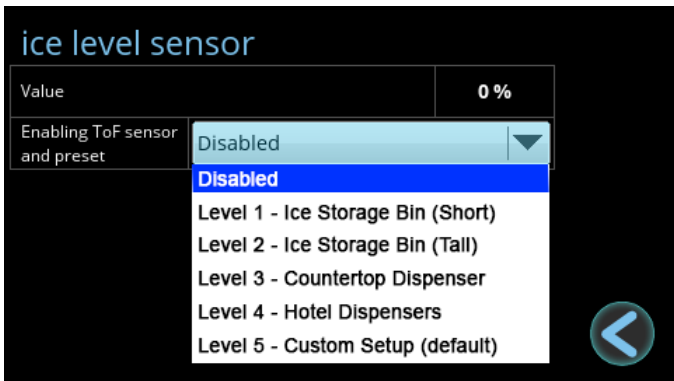 ice level sensor
Value 0 %
Enabling ToF sensor
and preset
Disabled
Disabled
Level 1 - Ice Storage Bin (Short)
Level 2 - Ice Storage Bin (Tall)
Level 3 - Countertop Dispenser
Level 4 - Hotel Dispensers
Level 5 - Custom Setup (default)